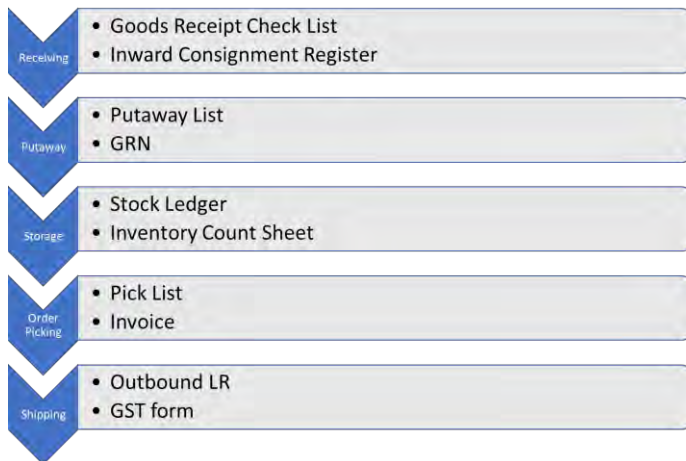 Receiving
• Goods Receipt Check List
• Inward Consignment Register
Putaway
• Putaway List
• GRN
Storage
• Stock Ledger
• Inventory Count Sheet
Order
Picking
• Pick List
• Invoice
Shipping
• Outbound LR
• GST form